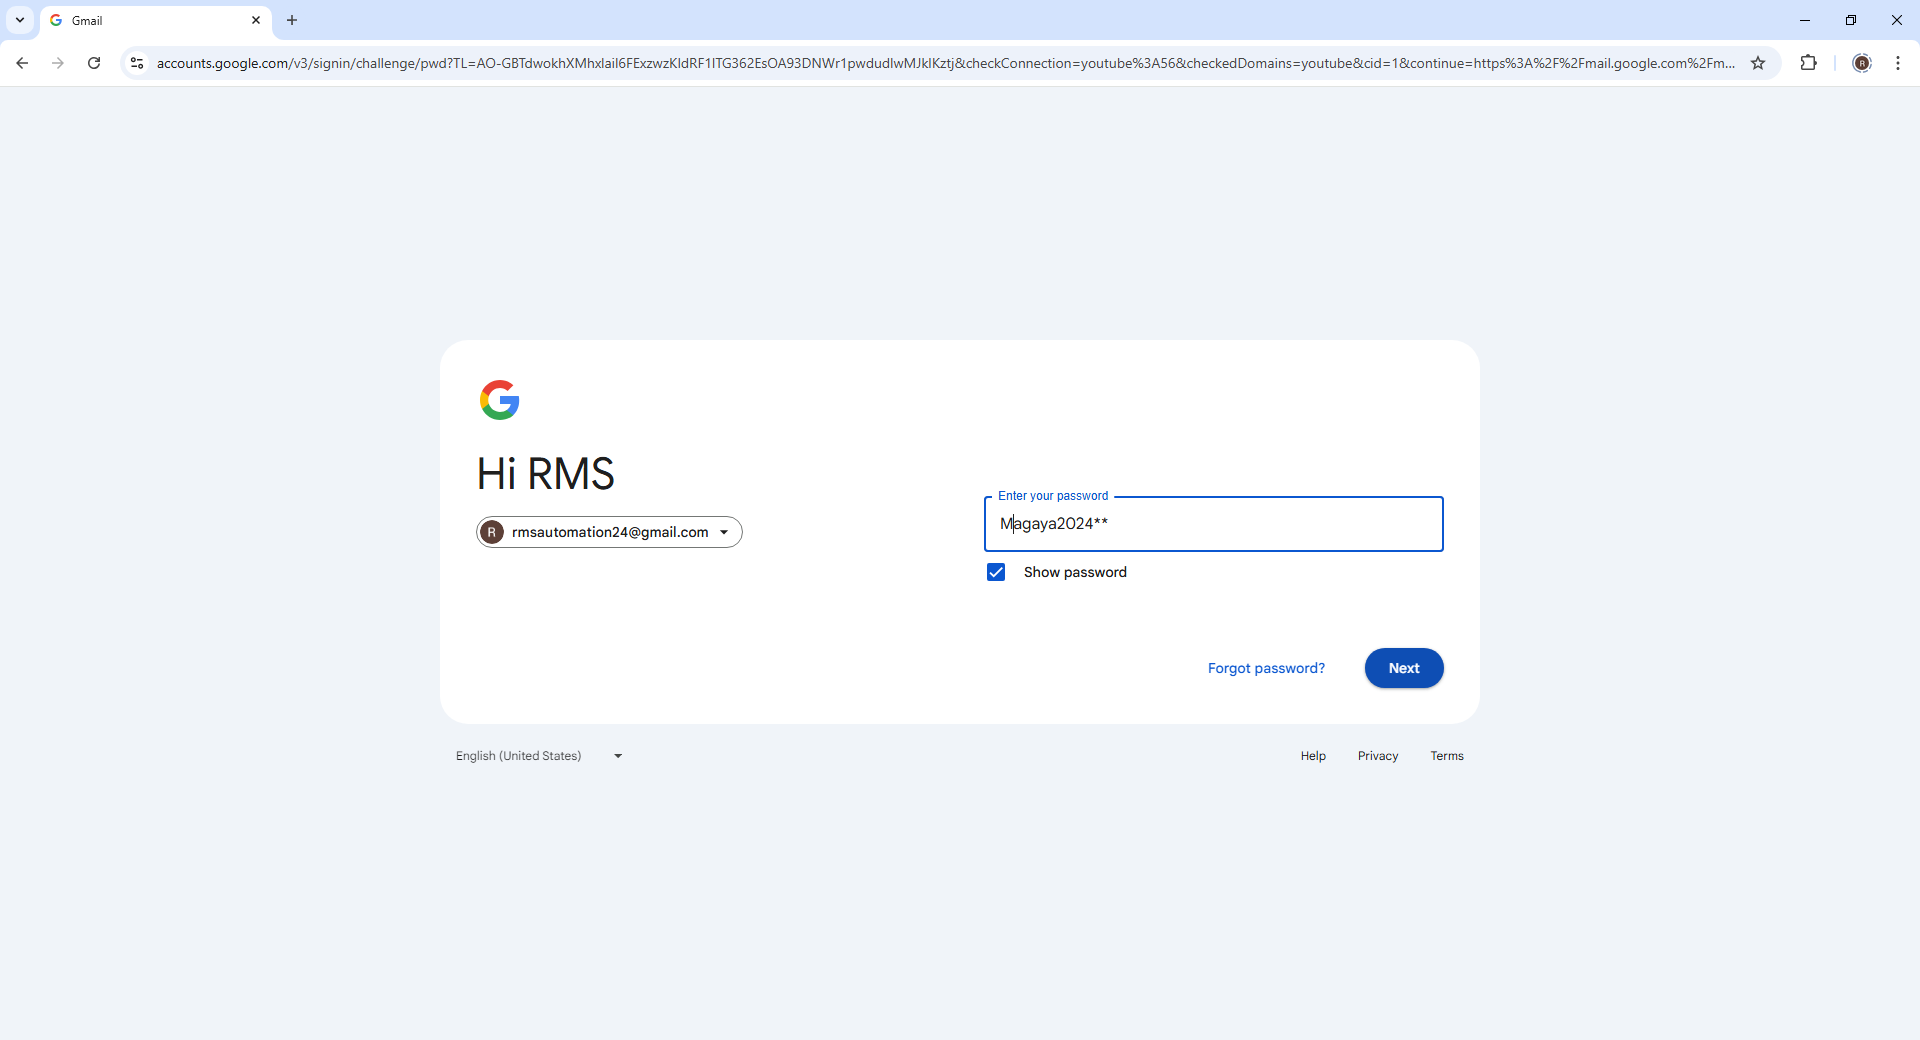 Gmail
accounts.google.com/v3/signin/challenge/pwd?TL=AO-GBTdwokhXMhxlail6FExzwzKIdRF1ITG362EsOA93DNWr1pwdudlwMJklKztj&checkConnection=youtube%3A56&checkedDomains=youtube&cid=1&continue=https%3A%2F%2Fmail.google.com%2Fm...
R
Hi RMS
R rmsautomation24@gmail.com
Enter your password
Magaya2024**
Show password
Forgot password?
Next
English (United States)
Help Privacy Terms